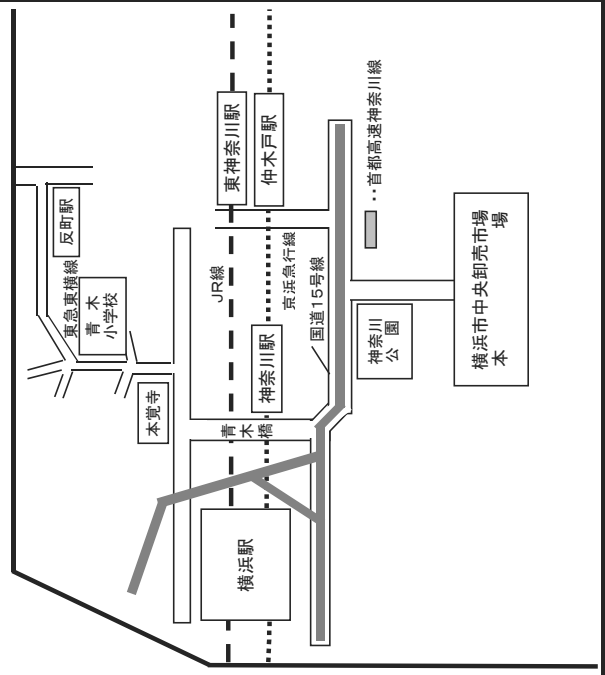 東神奈川駅
仲木戸駅
‥首都高速神奈川線
反町駅
東急東横線
青木
小学校
JR線
京浜急行線
国道15号線
神奈川
公園
横浜市中央卸売市場
本場
本覚寺
神奈川駅
青木橋
横浜駅